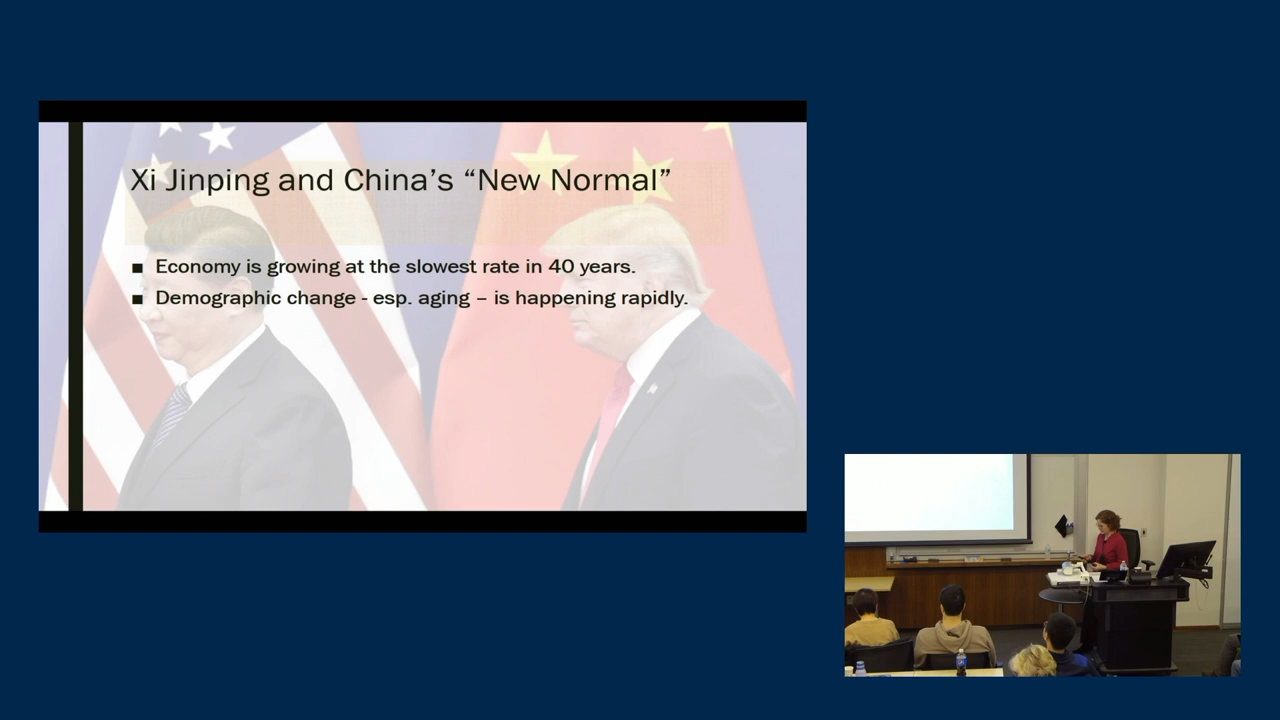 Xi Jinping and China’s “New Normal”
■ Economy is growing at the slowest rate in 40 years.
■ Demographic change - esp. aging – is happening rapidly.